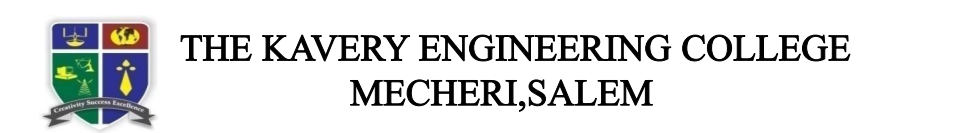 THE KAVERY ENGINEERING COLLEGE
MECHERI,SALEM
Creativity Success Excellence